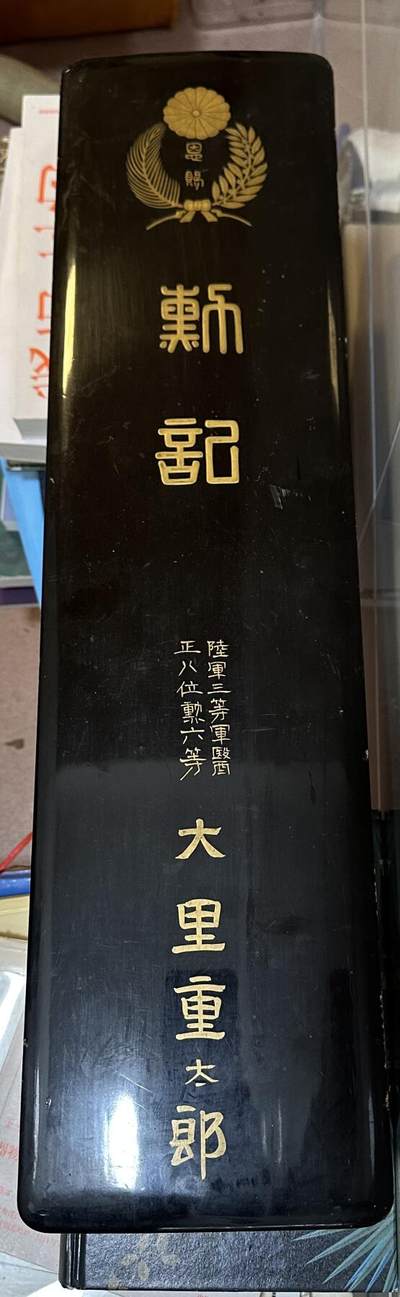 恩賜
勲記
陸軍三等軍醫
正八位勲六等
大里重太郎